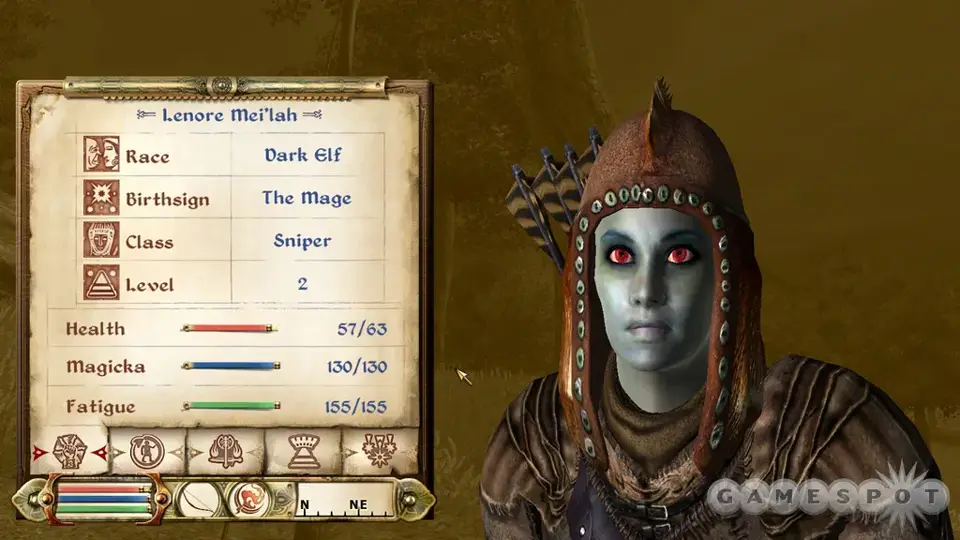 Lenore Mei'lah
Race Dark Elf
Birthsign The Mage
Class Sniper
Level 2
Health 57/63
Magicka 130/130
Fatigue 155/155
N NE
GAMESPOT